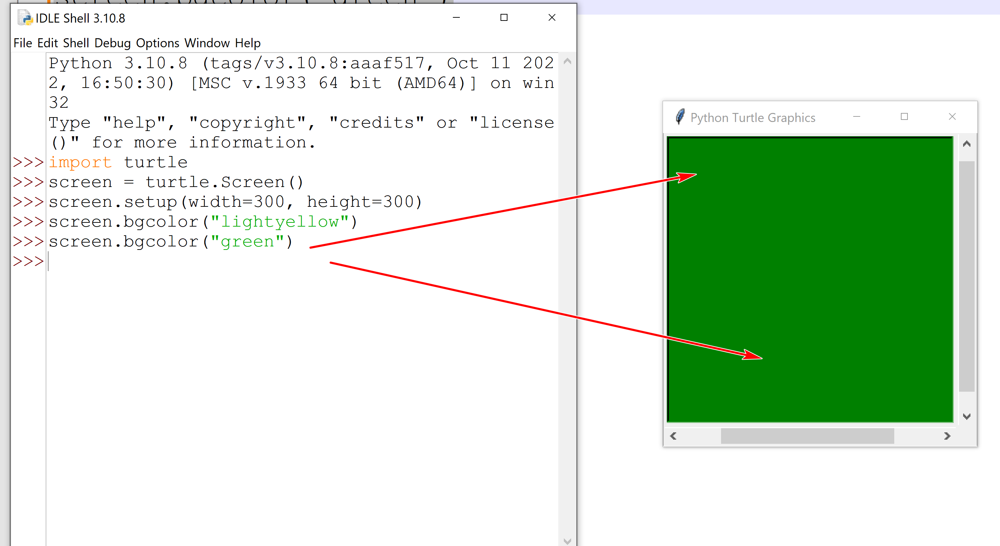 screen.bgcolor("green")
IDLE Shell 3.10.8
File Edit Shell Debug Options Window Help
Python 3.10.8 (tags/v3.10.8:aaaf517, Oct 11 202
2, 16:50:30) [MSC v.1933 64 bit (AMD64)] on win
32
Type "help", "copyright", "credits" or "license
()" for more information.
>>> import turtle
>>> screen = turtle.Screen()
>>> screen.setup(width=300, height=300)
>>> screen.bgcolor("lightyellow")
>>> screen.bgcolor("green")
>>>
Python Turtle Graphics